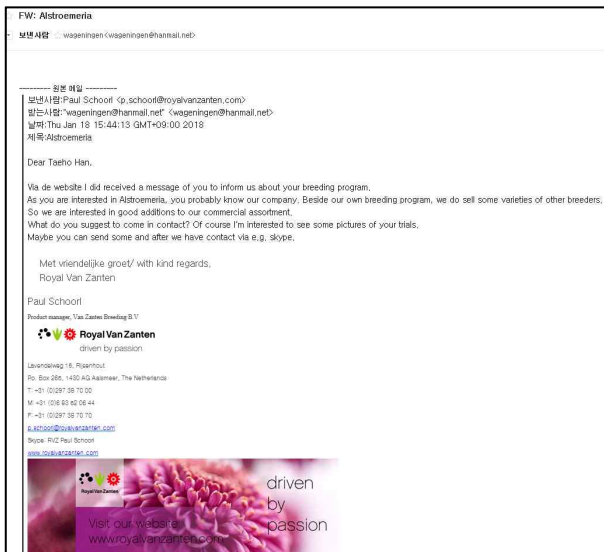 FW: Alstroemeria
보낸사람 ☆ wageningen<wageningen@hanmail.net>
--------- 원본 메일 ---------
보낸사람:Paul Schoorl <p.schoorl@royalvanzanten.com>
받는사람:"wageningen@hanmail.net" <wageningen@hanmail.net>
날짜:Thu Jan 18 15:44:13 GMT+09:00 2018
제목:Alstroemeria
Dear Taeho Han,
Via de website I did received a message of you to inform us about your breeding program.
As you are interested in Alstroemeria, you probably know our company. Beside our own breeding program, we do sell some varieties of other breeders.
So we are interested in good additions to our commercial assortment.
What do you suggest to come in contact? Of course I'm interested to see some pictures of your trials.
Maybe you can send some and after we have contact via e.g. skype.
Met vriendelijke groet/ with kind regards,
Royal Van Zanten
Paul Schoorl
Product manager, Van Zanten Breeding B.V
Royal Van Zanten
driven by passion
Lavendelweg 15, Rijsenhout
P.o. Box 265, 1430 AG Aalsmeer, The Netherlands
T: +31 (0)297 38 70 00
M: +31 (0)6 83 62 06 44
F: +31 (0)297 38 70 70
p.schoorl@royalvanzanten.com
Skype: RVZ Paul Schoorl
www.royalvanzanten.com
Royal Van Zanten
driven
by
passion
Visit our website:
www.royalvanzanten.com